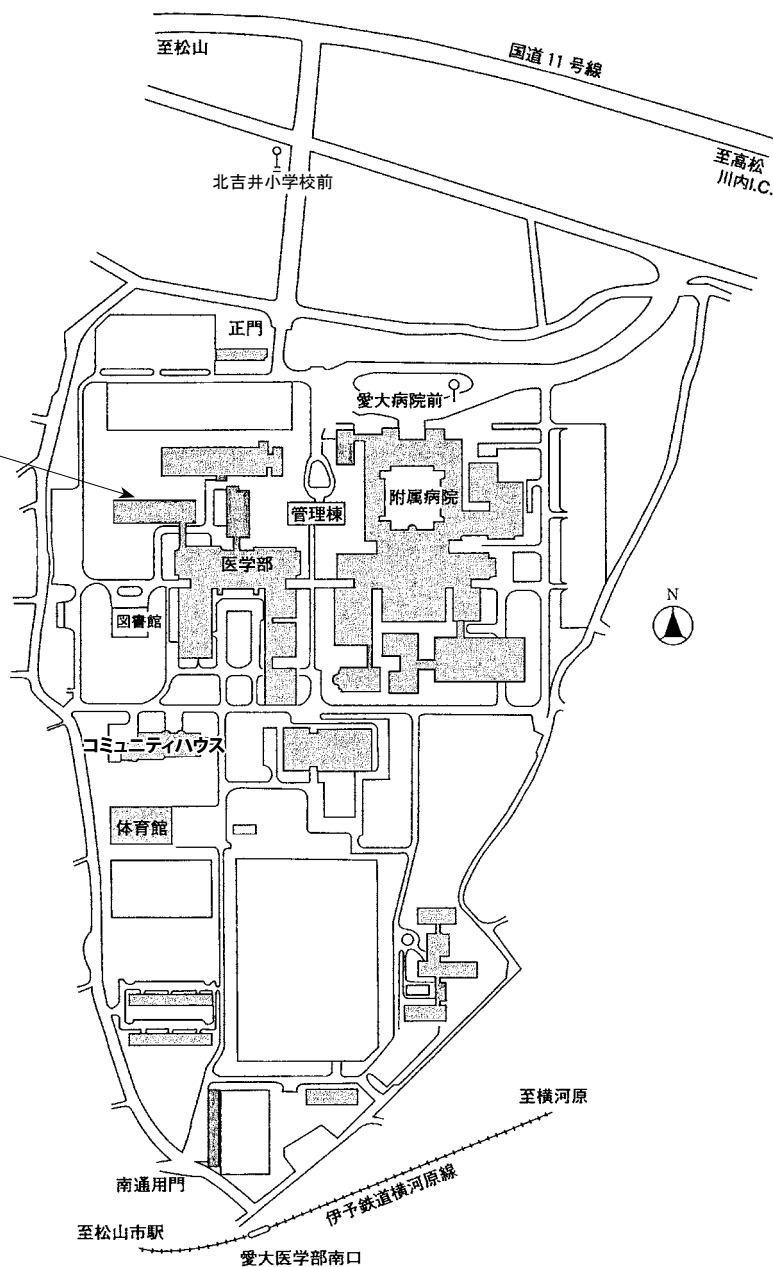 至松山
国道 11 号線
至高松
川内I.C.
北吉井小学校前
正門
愛大病院前
附属病院
管理棟
医学部
図書館
N
コミュニティハウス
体育館
至横河原
南通用門
伊予鉄道横河原線
至松山市駅
愛大医学部南口